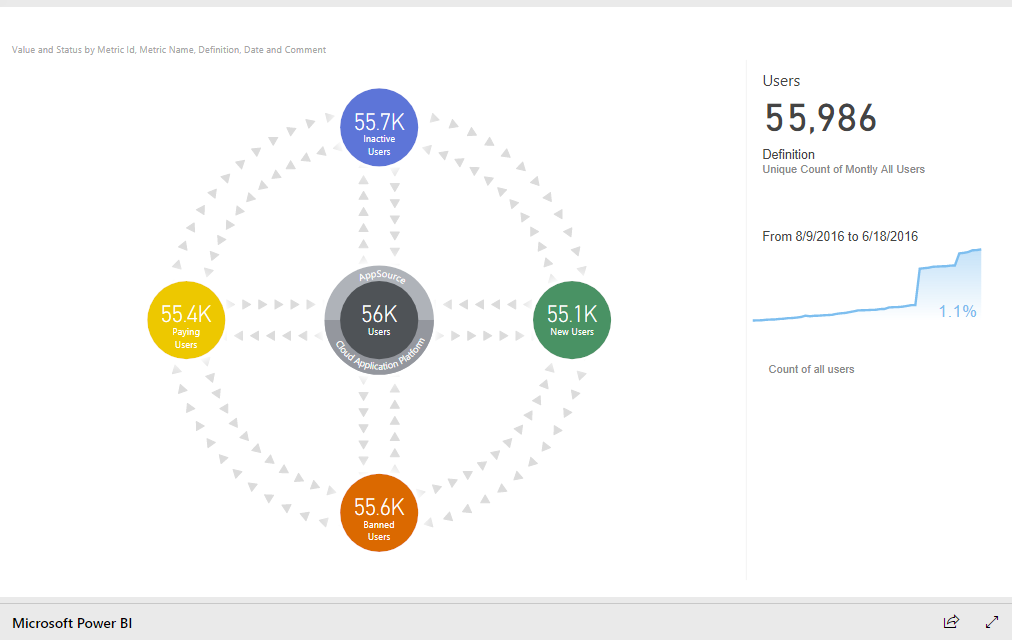 Value and Status by Metric Id, Metric Name, Definition, Date and Comment
55.7K
Inactive
Users
AppSource
56K
Users
Cloud Application Platform
55.4K
Paying
Users
55.1K
New Users
55.6K
Banned
Users
Users
55,986
Definition
Unique Count of Montly All Users
From 8/9/2016 to 6/18/2016
1.1%
Count of all users
Microsoft Power BI